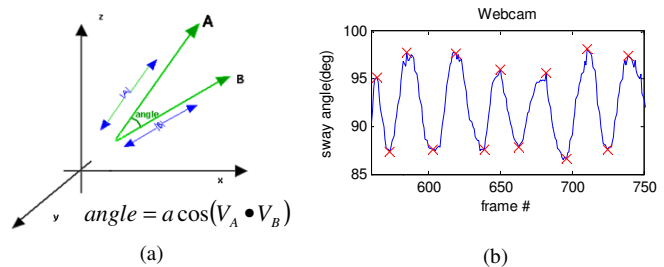 z
A
B
|A|
angle
|B|
x
y
angle = a cos(V_A • V_B)
(a)
Webcam
sway angle(deg)
100
95
90
85
600
650
700
750
frame #
(b)